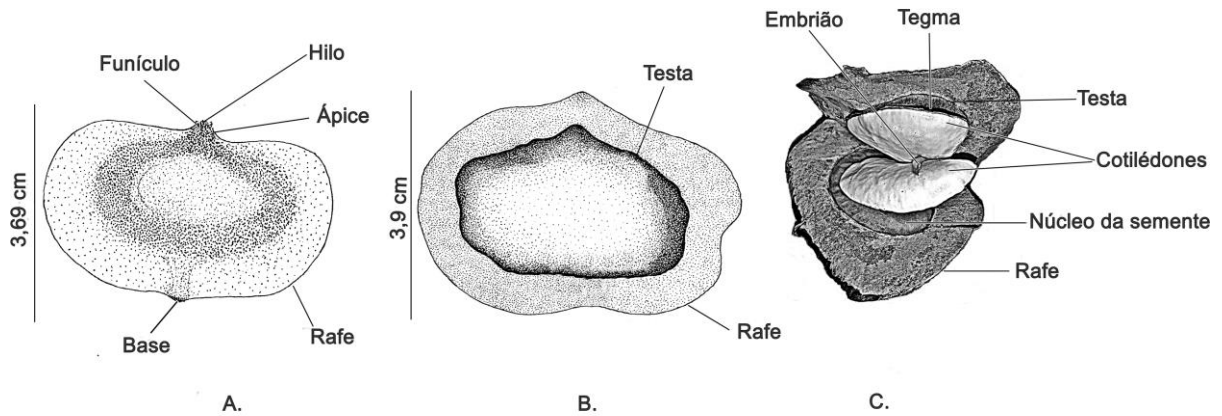 Funículo
Hilo
Ápice
3,69 cm
Base
Rafe
A.
Testa
3,9 cm
Rafe
B.
Embrião
Tegma
Testa
Cotilédones
Núcleo da semente
Rafe
C.